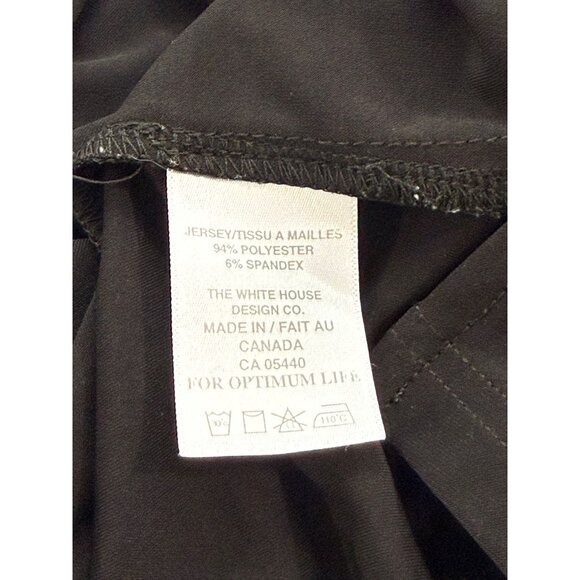 JERSEY/TISSU A MAILLES
94% POLYESTER
6% SPANDEX
THE WHITE HOUSE
DESIGN CO.
MADE IN / FAIT AU
CANADA
CA 05440
FOR OPTIMUM LIFE
110°C